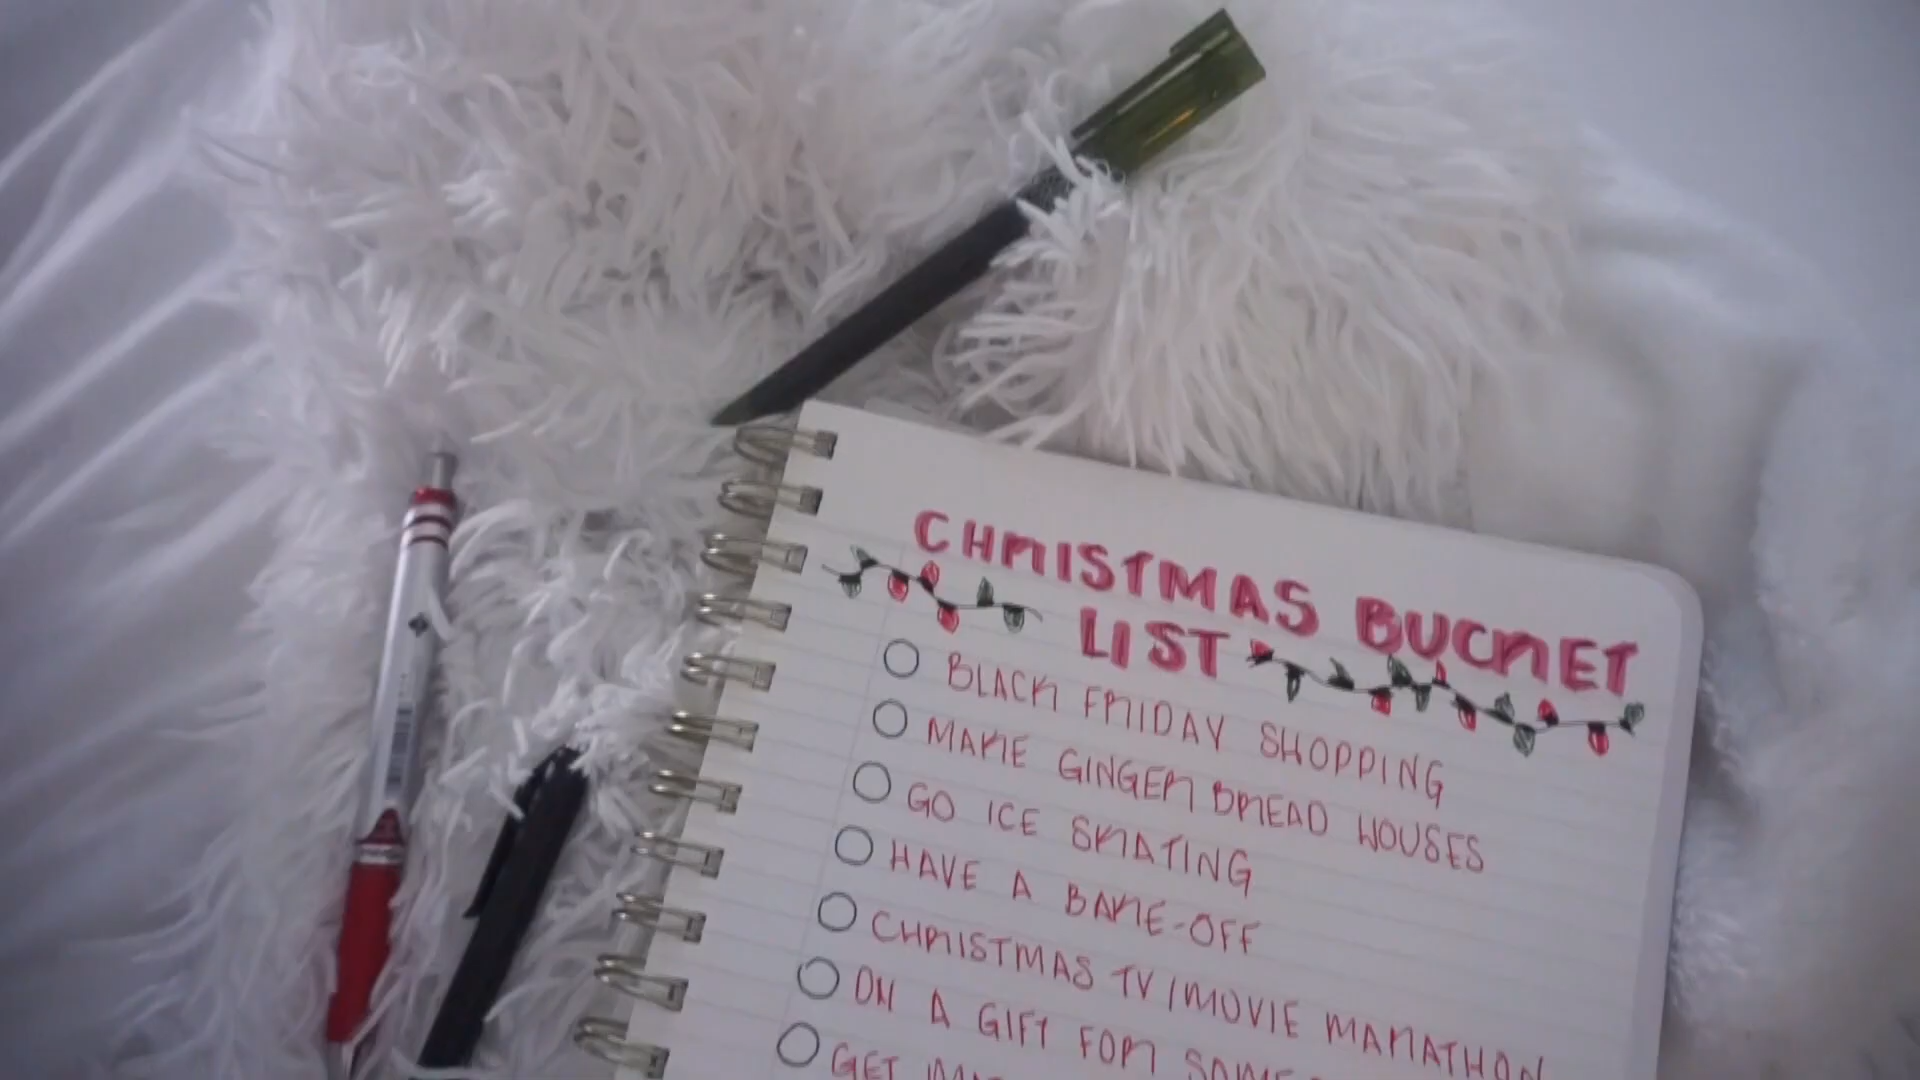 CHRISTMAS BUCKET
LIST
BLACK FRIDAY SHOPPING
MAKE GINGERBREAD HOUSES
GO ICE SKATING
HAVE A BAKE-OFF
CHRISTMAS TV/MOVIE MARATHON
A GIFT FOR
GET